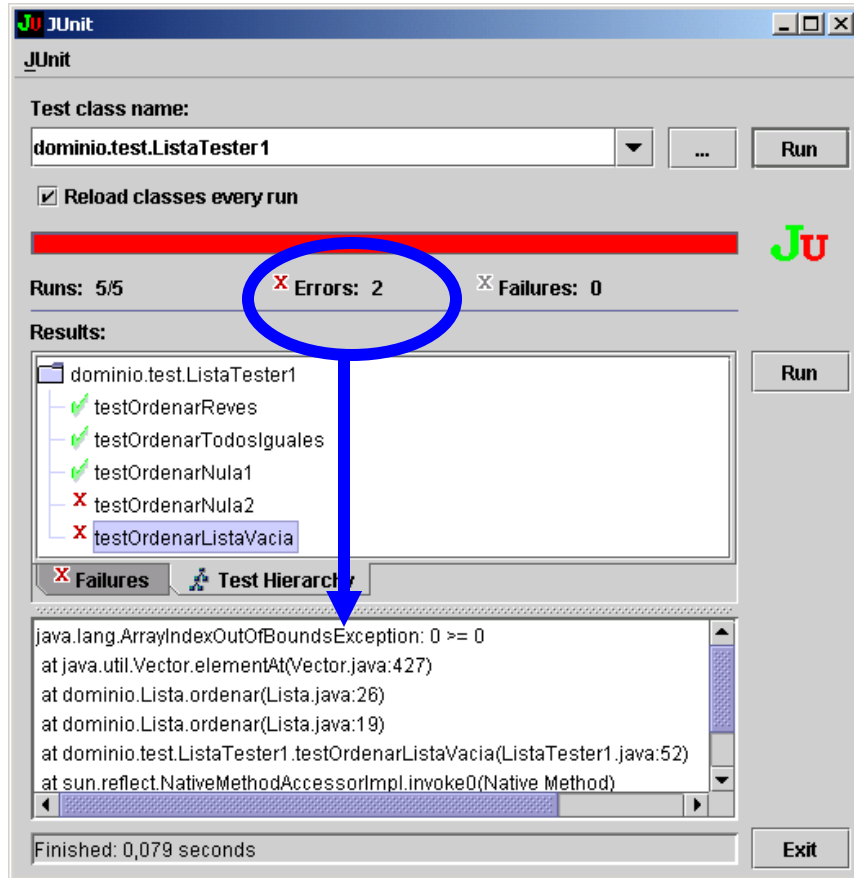 JU JUnit
JUnit
Test class name:
dominio.test.ListaTester1
...
Run
Reload classes every run
JU
Runs: 5/5 X Errors: 2 X Failures: 0
Results:
dominio.test.ListaTester1
Run
testOrdenarReves
testOrdenarTodosIguales
testOrdenarNula1
X testOrdenarNula2
X testOrdenarListaVacia
X Failures Test Hierarchy
java.lang.ArrayIndexOutOfBoundsException: 0 >= 0
at java.util.Vector.elementAt(Vector.java:427)
at dominio.Lista.ordenar(Lista.java:26)
at dominio.Lista.ordenar(Lista.java:19)
at dominio.test.ListaTester1.testOrdenarListaVacia(ListaTester1.java:52)
at sun.reflect.NativeMethodAccessorImpl.invoke0(Native Method)
Finished: 0,079 seconds
Exit